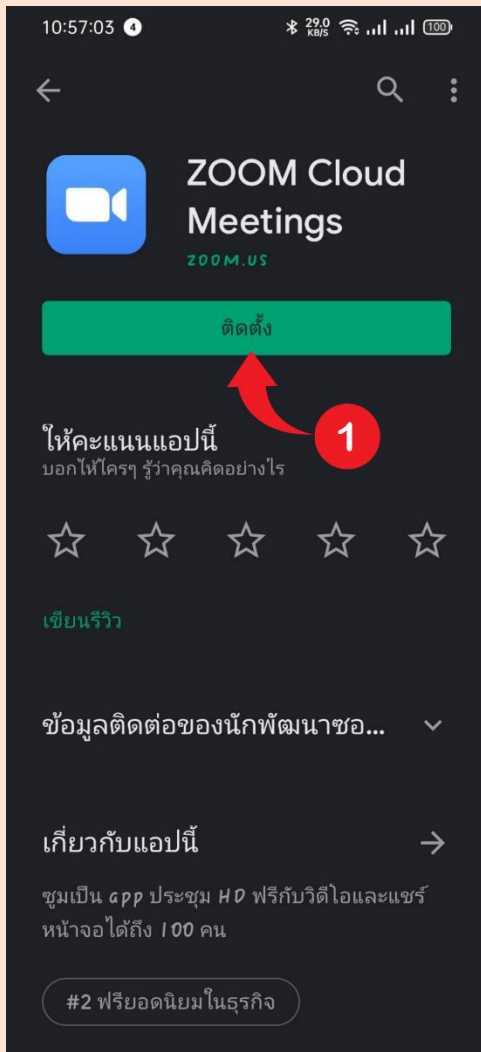 10:57:03 4 29.0 KB/S 100
ZOOM Cloud
Meetings
ZOOM.US
ติดตั้ง
1
ให้คะแนนแอปนี้
บอกให้ใครๆ รู้ว่าคุณคิดอย่างไร
เขียนรีวิว
ข้อมูลติดต่อของนักพัฒนาซอ...
เกี่ยวกับแอปนี้
ซูมเป็น app ประชุม HD ฟรีกับวิดีโอและแชร์
หน้าจอได้ถึง 100 คน
#2 ฟรียอดนิยมในธุรกิจ